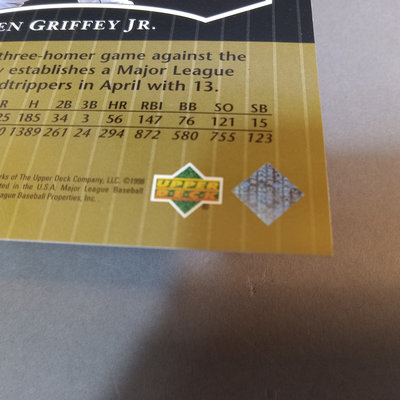 EN GRIFFEY JR.
three-homer game against the
establishes a Major League
dtrippers in April with 13.
R H 2B 3B HR RBI BB SO SB
25 185 34 3 56 147 76 121 15
0 1389 261 24 294 872 580 755 123
rks of The Upper Deck Company, LLC. ©1998
ted in the U.S.A. Major League Baseball
eague Baseball Properties, Inc.
UPPER
DECK